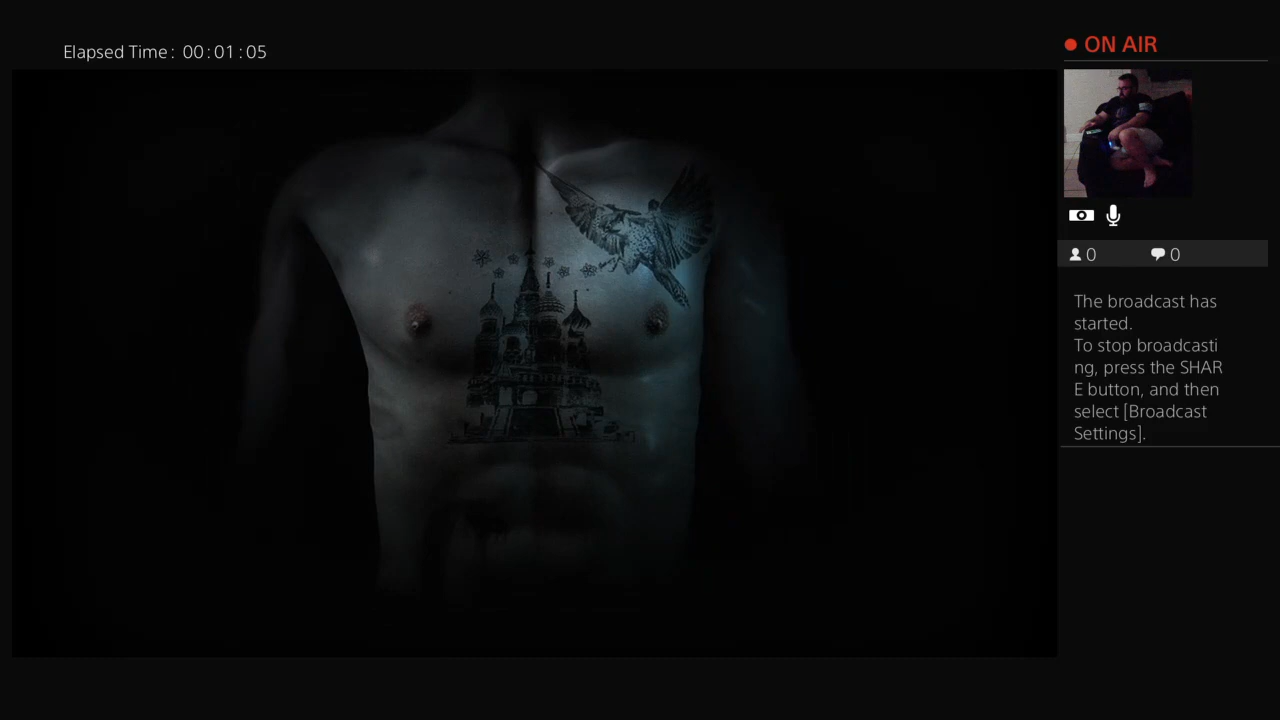 Elapsed Time: 00:01:05
ON AIR
0 0
The broadcast has
started.
To stop broadcasti
ng, press the SHAR
E button, and then
select [Broadcast
Settings].